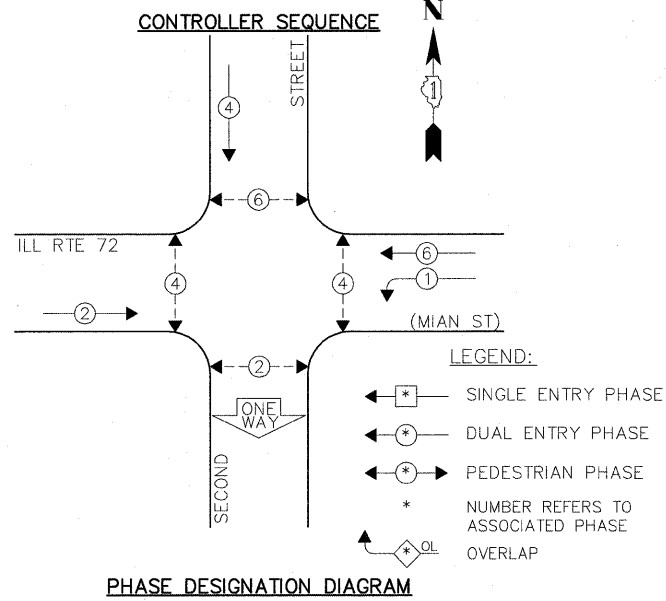 CONTROLLER SEQUENCE
N
STREET
4
1
6
ILL RTE 72
6
4
4
1
2
(MIAN ST)
2
LEGEND:
* SINGLE ENTRY PHASE
ONE
WAY
* DUAL ENTRY PHASE
* PEDESTRIAN PHASE
SECOND
* NUMBER REFERS TO
ASSOCIATED PHASE
* OL OVERLAP
PHASE DESIGNATION DIAGRAM